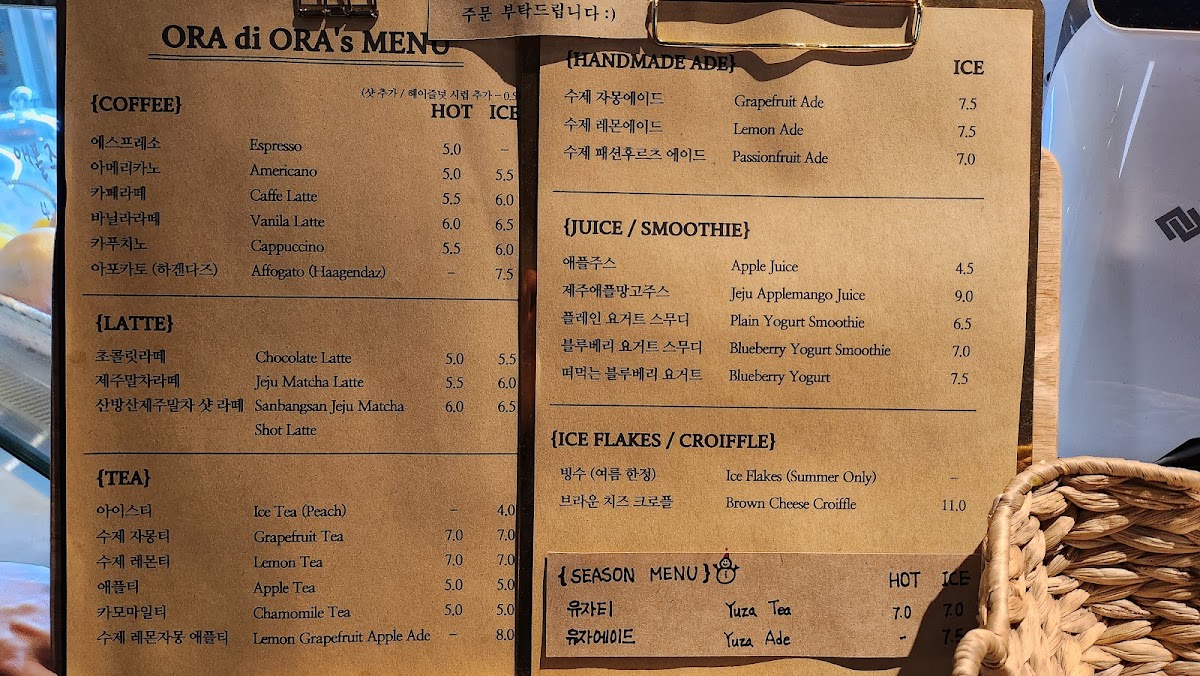 주문 부탁드립니다 :)
ORA di ORA's MENU
(샷 추가 / 헤이즐넛 시럽 추가 - 0.5
{COFFEE} HOT ICE
에스프레소 Espresso 5.0 -
아메리카노 Americano 5.0 5.5
카페라떼 Caffe Latte 5.5 6.0
바닐라라떼 Vanila Latte 6.0 6.5
카푸치노 Cappuccino 5.5 6.0
아포카토 (하겐다즈) Affogato (Haagendaz) - 7.5
{LATTE}
초콜릿라떼 Chocolate Latte 5.0 5.5
제주말차라떼 Jeju Matcha Latte 5.5 6.0
산방산제주말차 샷 라떼 Sanbangsan Jeju Matcha 6.0 6.5
Shot Latte
{TEA}
아이스티 Ice Tea (Peach) - 4.0
수제 자몽티 Grapefruit Tea 7.0 7.0
수제 레몬티 Lemon Tea 7.0 7.0
애플티 Apple Tea 5.0 5.0
카모마일티 Chamomile Tea 5.0 5.0
수제 레몬자몽 애플티 Lemon Grapefruit Apple Ade - 8.0
{HANDMADE ADE} ICE
수제 자몽에이드 Grapefruit Ade 7.5
수제 레몬에이드 Lemon Ade 7.5
수제 패션후르츠 에이드 Passionfruit Ade 7.0
{JUICE / SMOOTHIE}
애플주스 Apple Juice 4.5
제주애플망고주스 Jeju Applemango Juice 9.0
플레인 요거트 스무디 Plain Yogurt Smoothie 6.5
블루베리 요거트 스무디 Blueberry Yogurt Smoothie 7.0
떠먹는 블루베리 요거트 Blueberry Yogurt 7.5
{ICE FLAKES / CROIFFLE}
빙수 (여름 한정) Ice Flakes (Summer Only) -
브라운 치즈 크로플 Brown Cheese Croiffle 11.0
{SEASON MENU} HOT ICE
유자티 Yuza Tea 7.0 7.0
유자에이드 Yuza Ade - 7.5